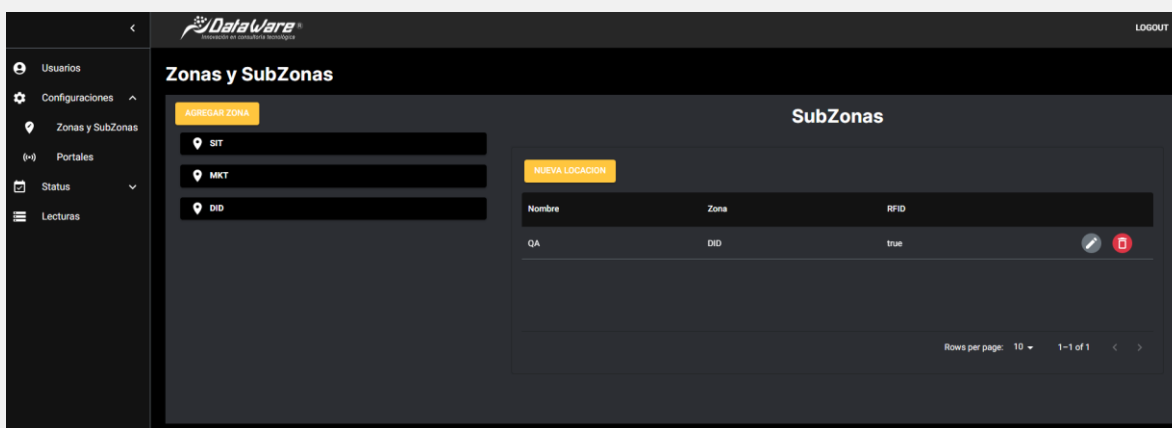 DataWare
Innovación en consultoría tecnológica
LOGOUT
Usuarios
Configuraciones
Zonas y SubZonas
Portales
Status
Lecturas
Zonas y SubZonas
AGREGAR ZONA
SIT
MKT
DID
SubZonas
NUEVA LOCACION
Nombre Zona RFID
QA DID true
Rows per page: 10 1–1 of 1